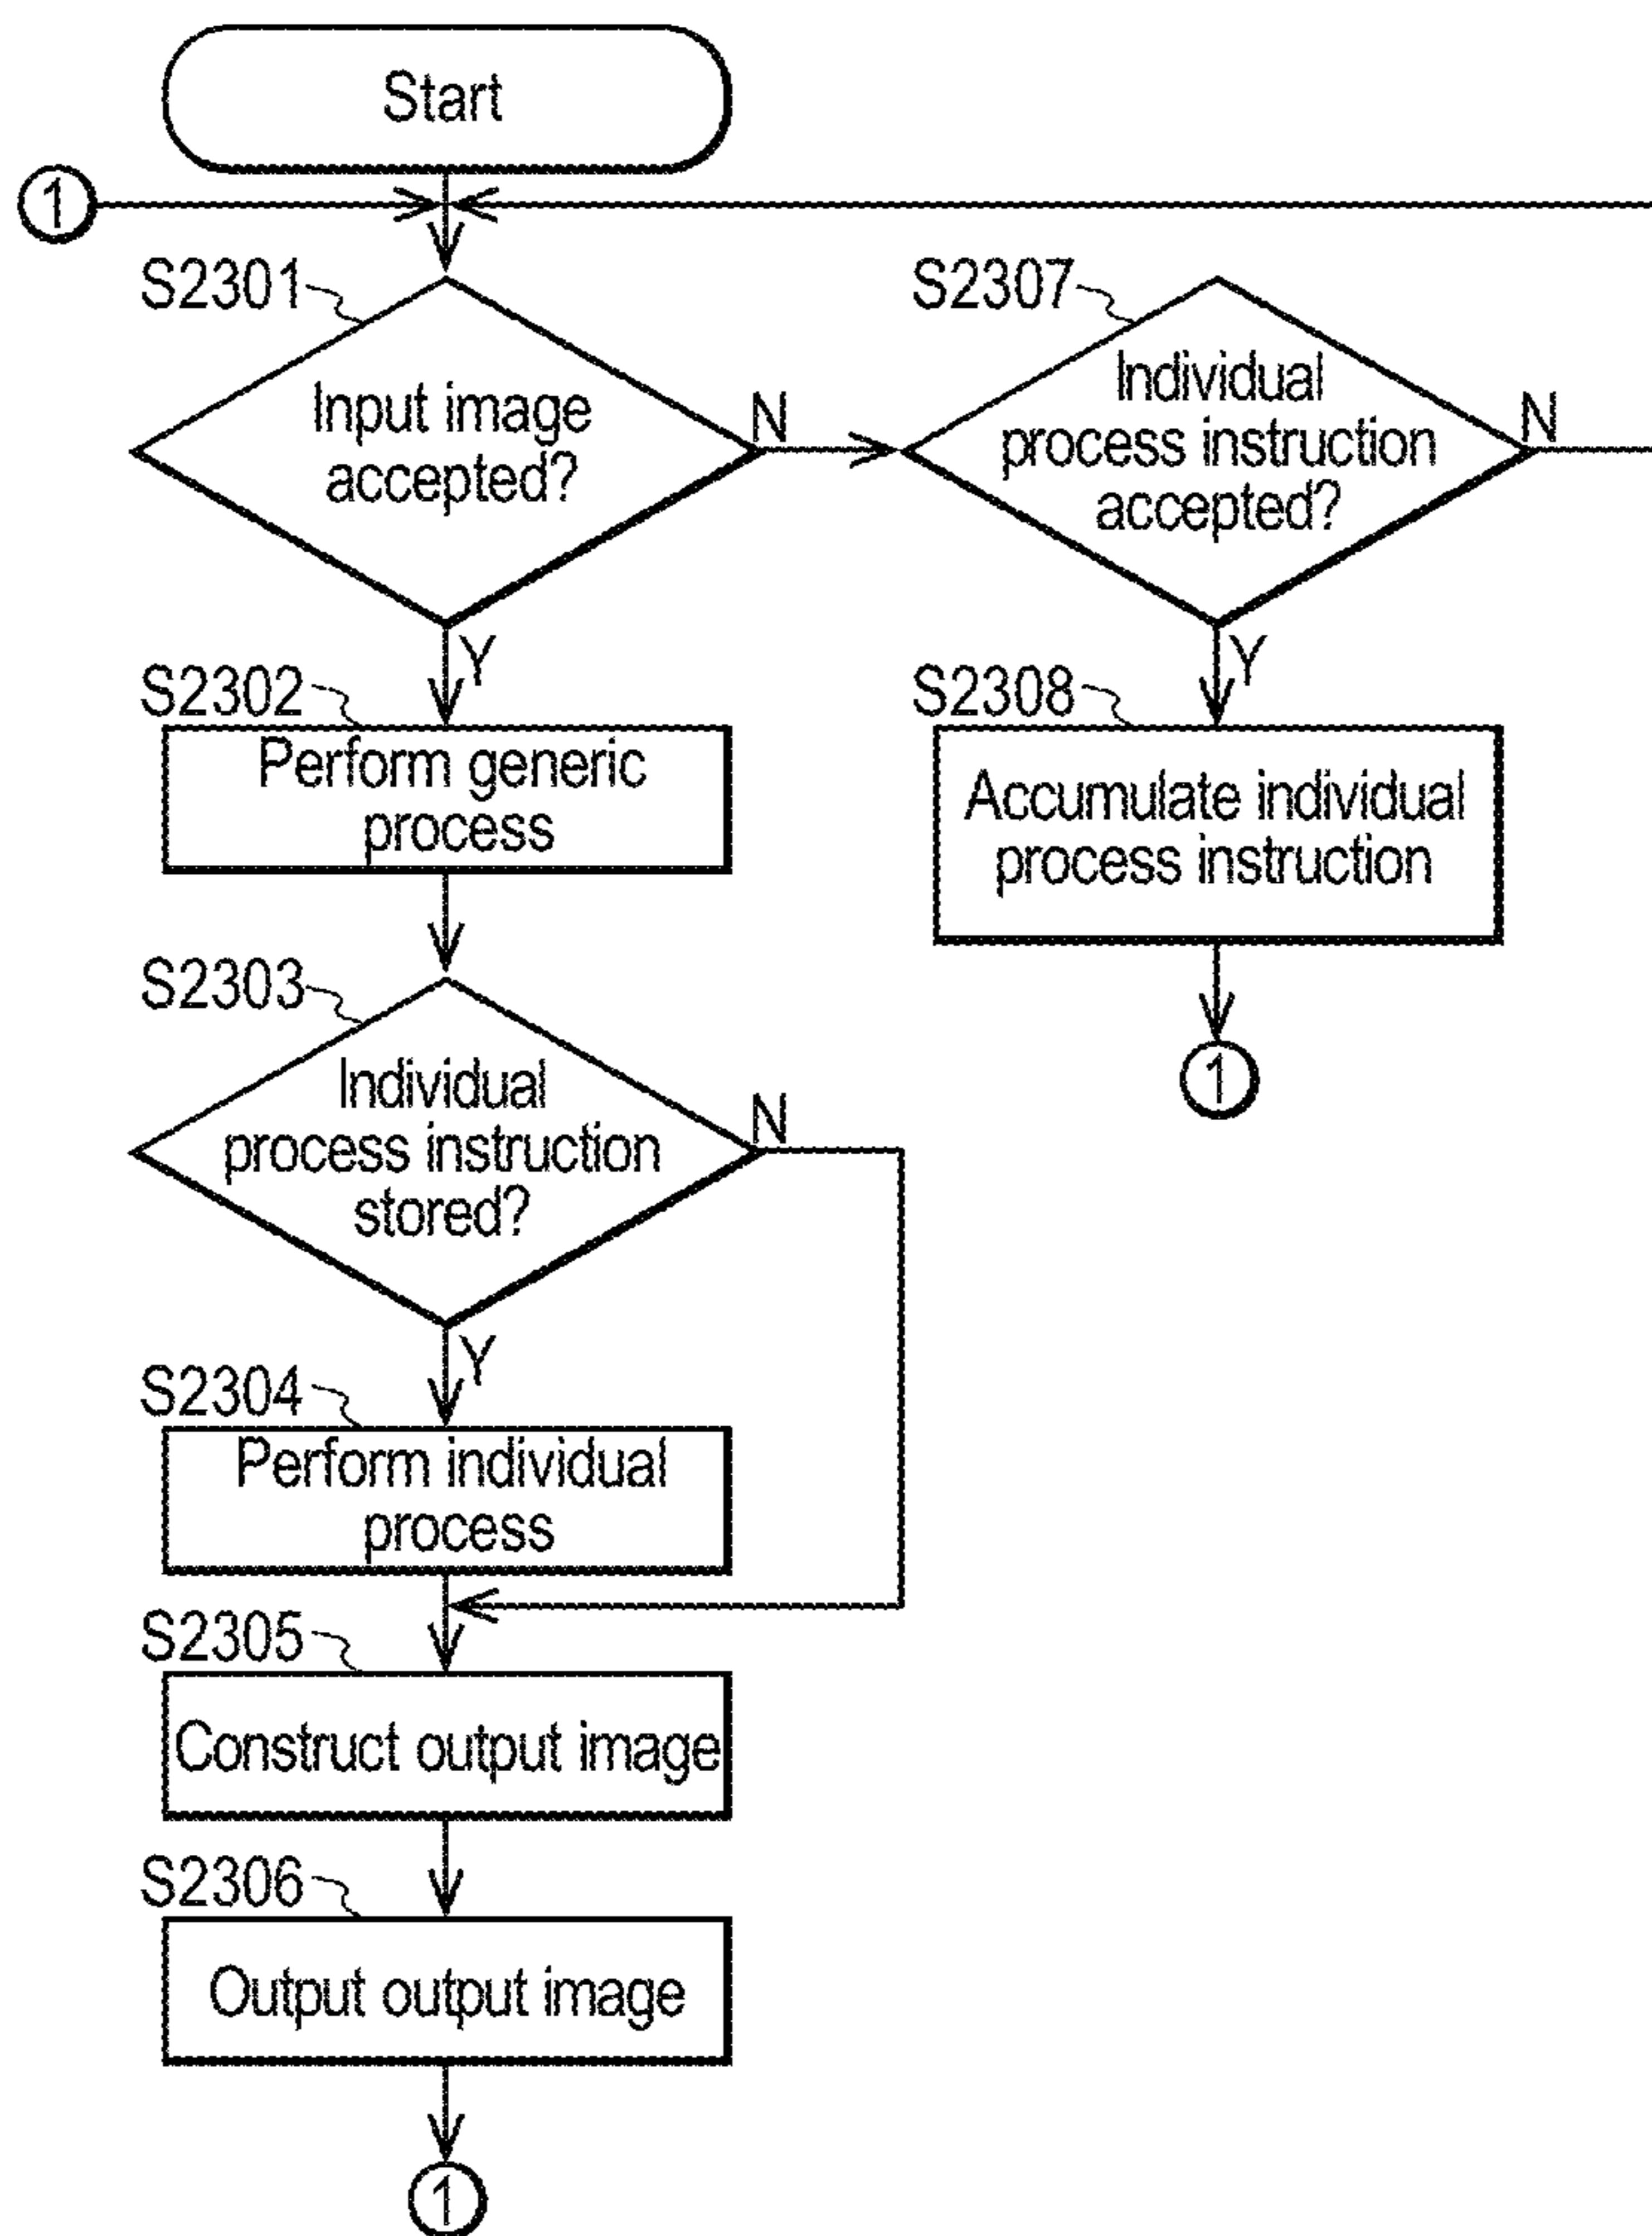 Start
1
S2301
Input image
accepted?
N
Y
S2307
Individual
process instruction
accepted?
N
Y
S2302
Perform generic
process
S2308
Accumulate individual
process instruction
1
S2303
Individual
process instruction
stored?
N
Y
S2304
Perform individual
process
S2305
Construct output image
S2306
Output output image
1